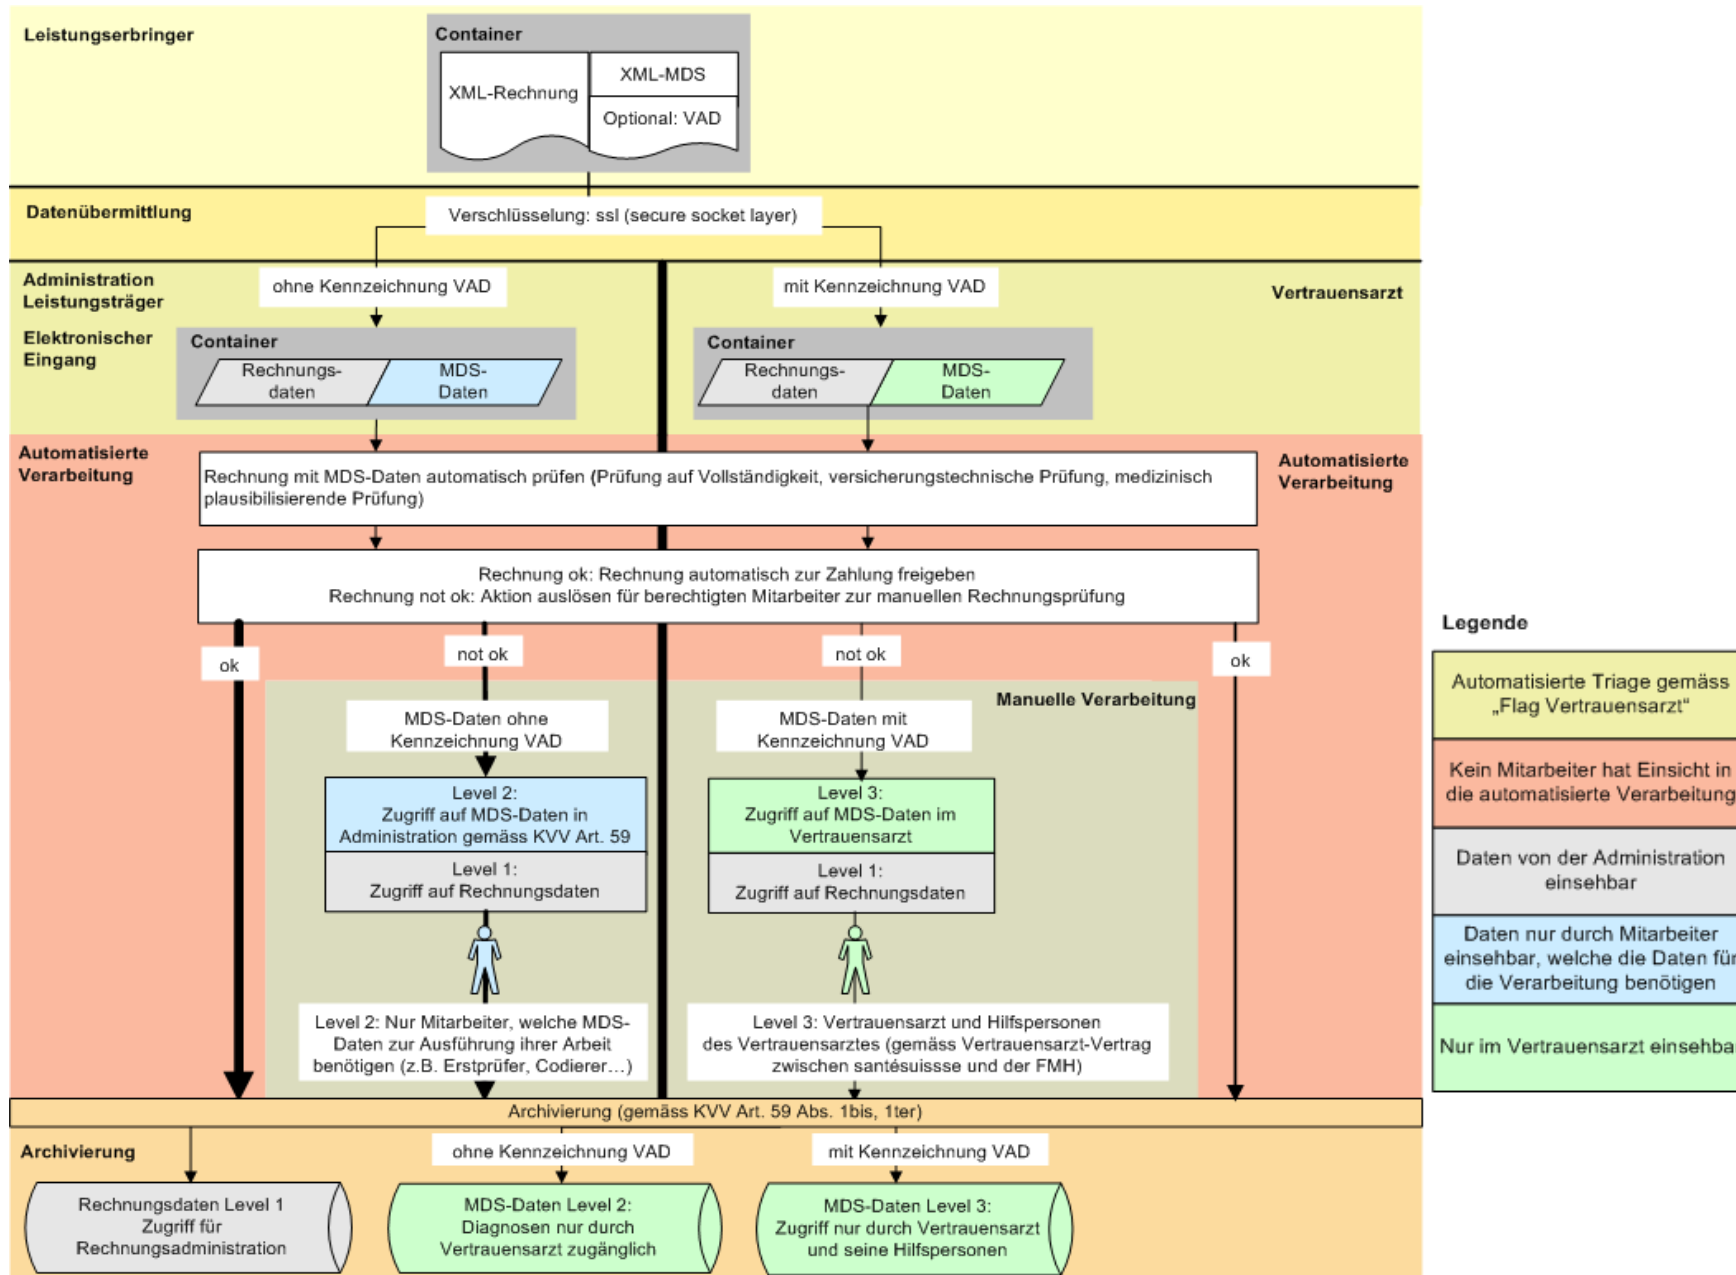 Leistungserbringer
Container
XML-Rechnung
XML-MDS
Optional: VAD
Datenübermittlung
Verschlüsselung: ssl (secure socket layer)
Administration
Leistungsträger
ohne Kennzeichnung VAD
mit Kennzeichnung VAD
Vertrauensarzt
Elektronischer
Eingang
Container
Rechnungs-
daten
MDS-
Daten
Container
Rechnungs-
daten
MDS-
Daten
Automatisierte
Verarbeitung
Rechnung mit MDS-Daten automatisch prüfen (Prüfung auf Vollständigkeit, versicherungstechnische Prüfung, medizinisch
plausibilisierende Prüfung)
Automatisierte
Verarbeitung
Rechnung ok: Rechnung automatisch zur Zahlung freigeben
Rechnung not ok: Aktion auslösen für berechtigten Mitarbeiter zur manuellen Rechnungsprüfung
ok
not ok
not ok
ok
Manuelle Verarbeitung
MDS-Daten ohne
Kennzeichnung VAD
MDS-Daten mit
Kennzeichnung VAD
Level 2:
Zugriff auf MDS-Daten in
Administration gemäss KVV Art. 59
Level 1:
Zugriff auf Rechnungsdaten
Level 3:
Zugriff auf MDS-Daten im
Vertrauensarzt
Level 1:
Zugriff auf Rechnungsdaten
Level 2: Nur Mitarbeiter, welche MDS-
Daten zur Ausführung ihrer Arbeit
benötigen (z.B. Erstprüfer, Codierer…)
Level 3: Vertrauensarzt und Hilfspersonen
des Vertrauensarztes (gemäss Vertrauensarzt-Vertrag
zwischen santésuissse und der FMH)
Archivierung (gemäss KVV Art. 59 Abs. 1bis, 1ter)
Archivierung
ohne Kennzeichnung VAD
mit Kennzeichnung VAD
Rechnungsdaten Level 1
Zugriff für
Rechnungsadministration
MDS-Daten Level 2:
Diagnosen nur durch
Vertrauensarzt zugänglich
MDS-Daten Level 3:
Zugriff nur durch Vertrauensarzt
und seine Hilfspersonen
Legende
Automatisierte Triage gemäss
„Flag Vertrauensarzt“
Kein Mitarbeiter hat Einsicht in
die automatisierte Verarbeitung
Daten von der Administration
einsehbar
Daten nur durch Mitarbeiter
einsehbar, welche die Daten für
die Verarbeitung benötigen
Nur im Vertrauensarzt einsehbar